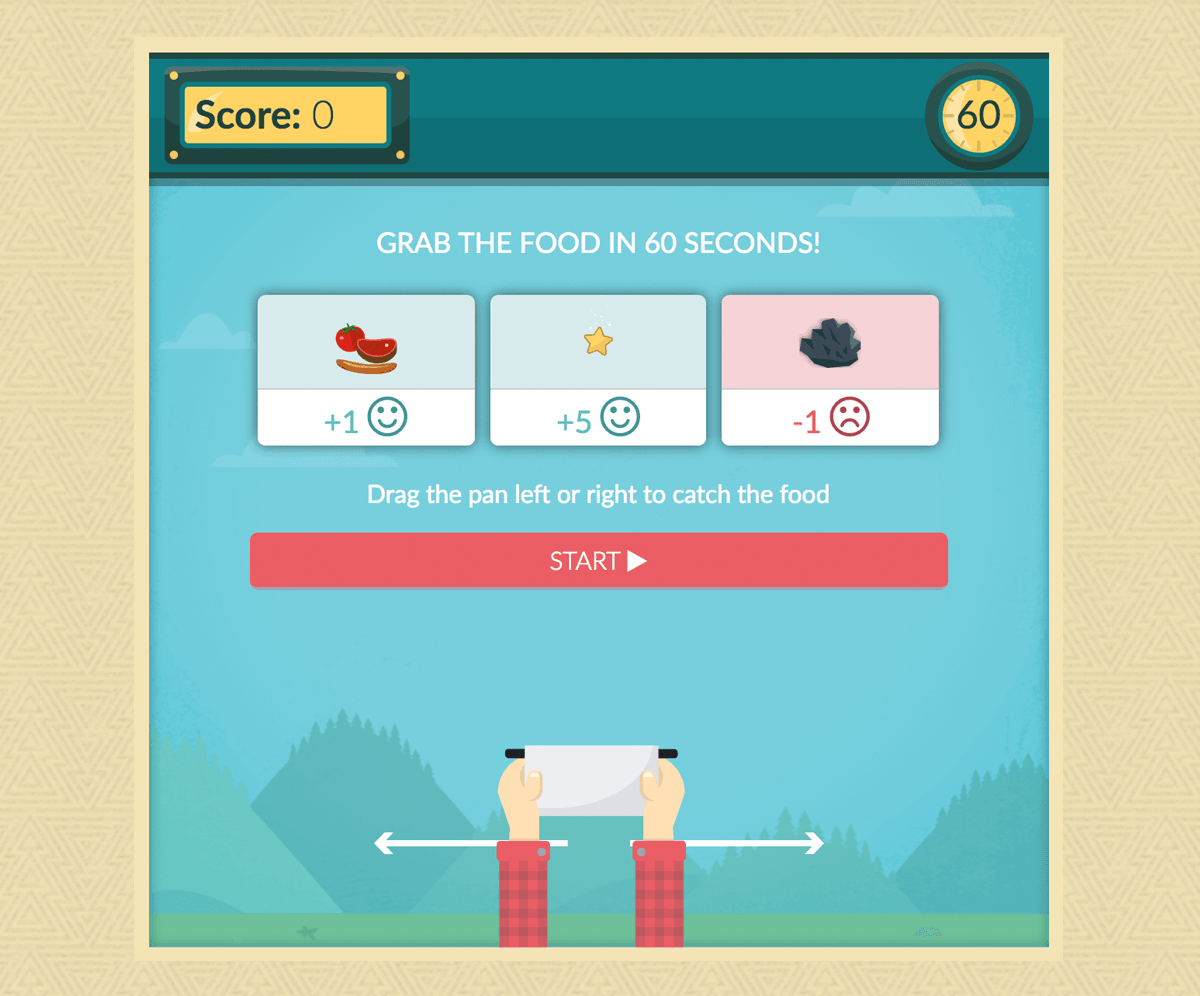 Score: 0
60
GRAB THE FOOD IN 60 SECONDS!
+1
+5
-1
Drag the pan left or right to catch the food
START